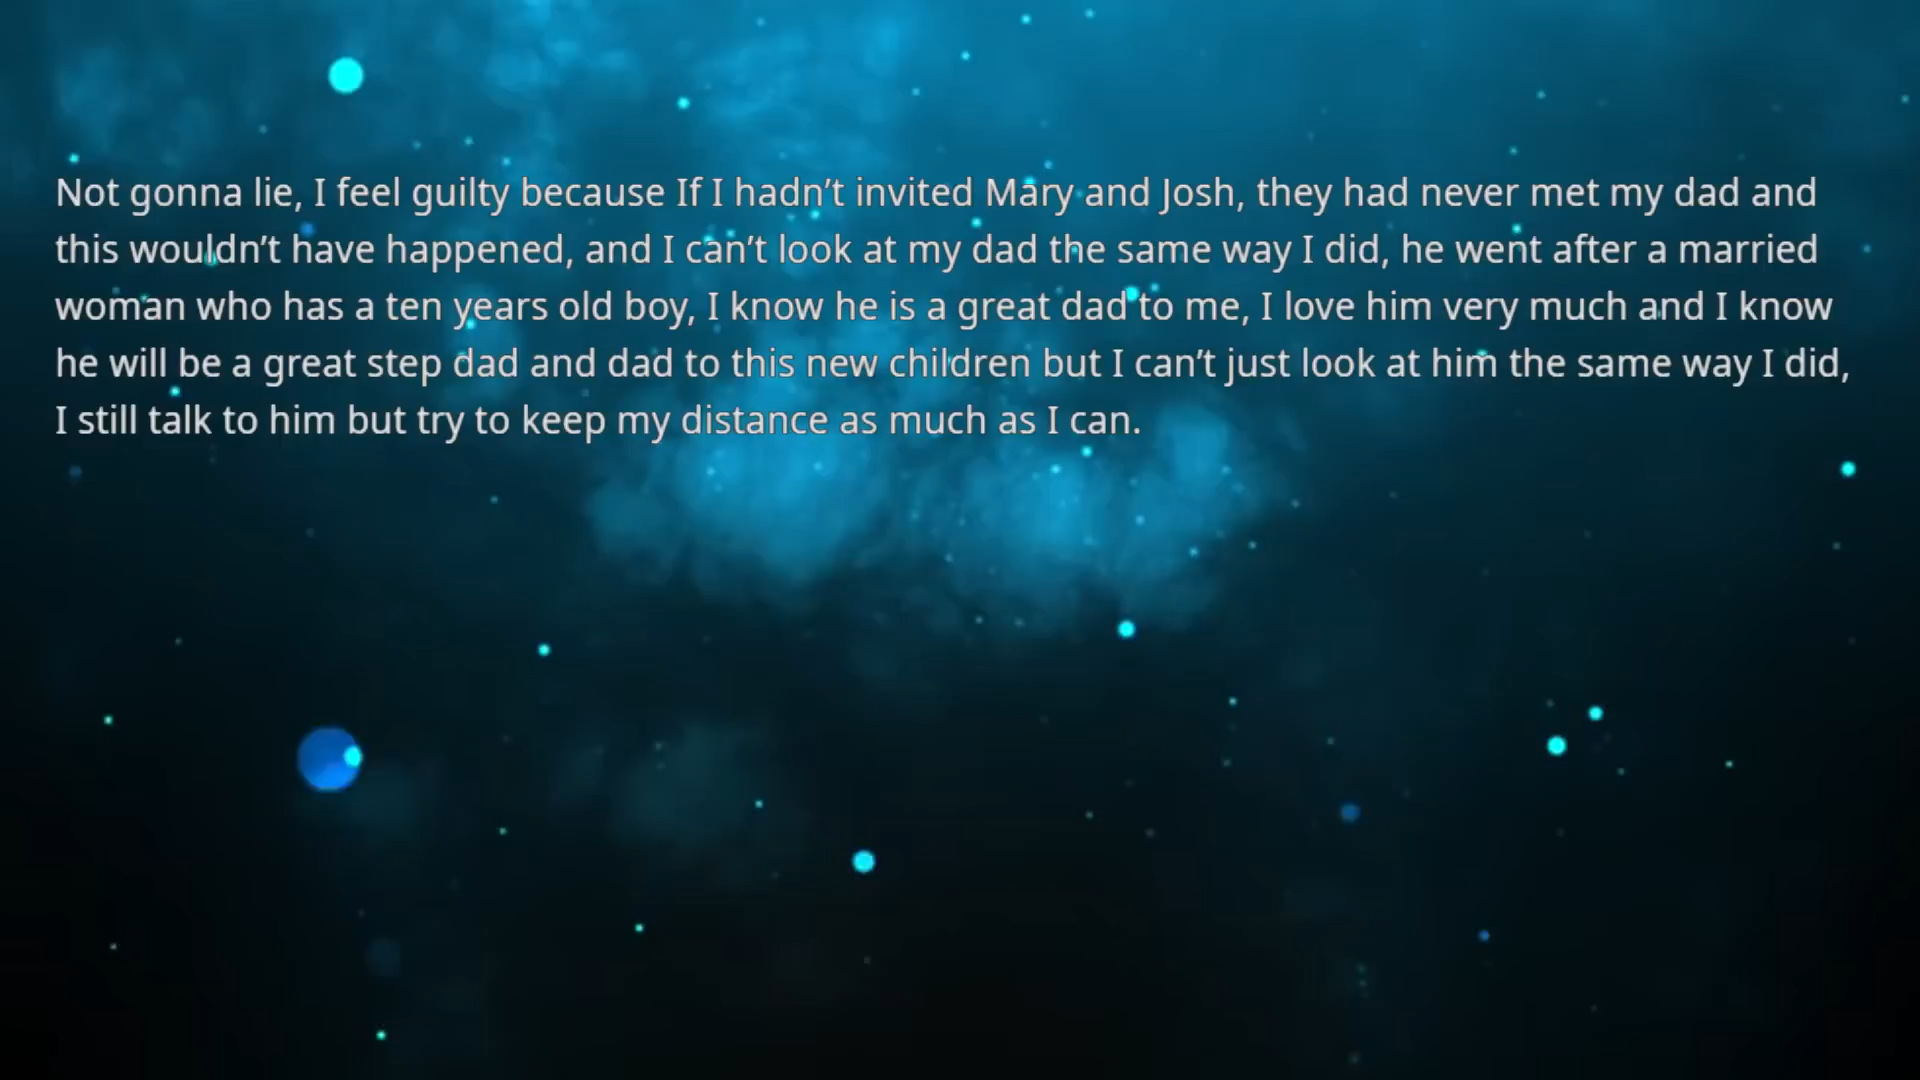 Not gonna lie, I feel guilty because If I hadn’t invited Mary and Josh, they had never met my dad and
this wouldn’t have happened, and I can’t look at my dad the same way I did, he went after a married
woman who has a ten years old boy, I know he is a great dad to me, I love him very much and I know
he will be a great step dad and dad to this new children but I can’t just look at him the same way I did,
I still talk to him but try to keep my distance as much as I can.